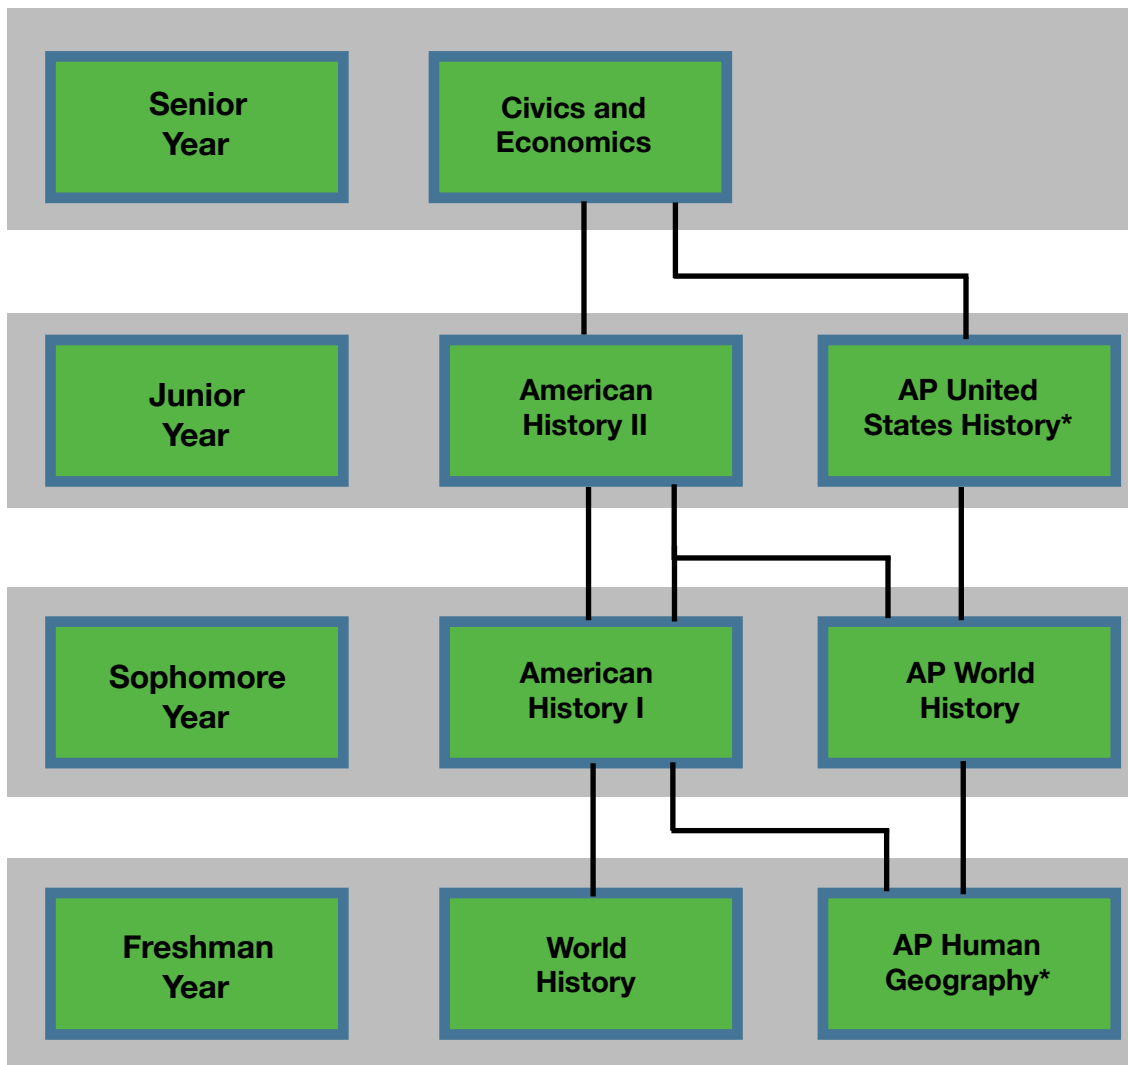 Senior
Year
Civics and
Economics
Junior
Year
American
History II
AP United
States History*
Sophomore
Year
American
History I
AP World
History
Freshman
Year
World
History
AP Human
Geography*